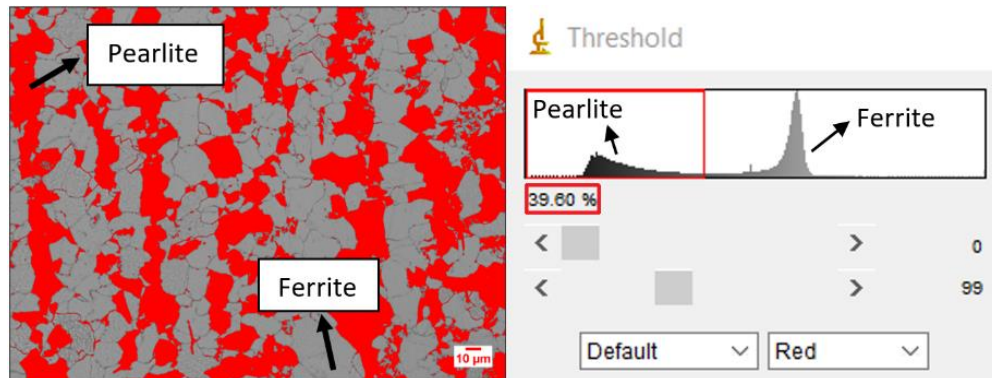 Pearlite
Ferrite
10 µm
Threshold
Pearlite
Ferrite
39.60 %
0
99
Default
Red